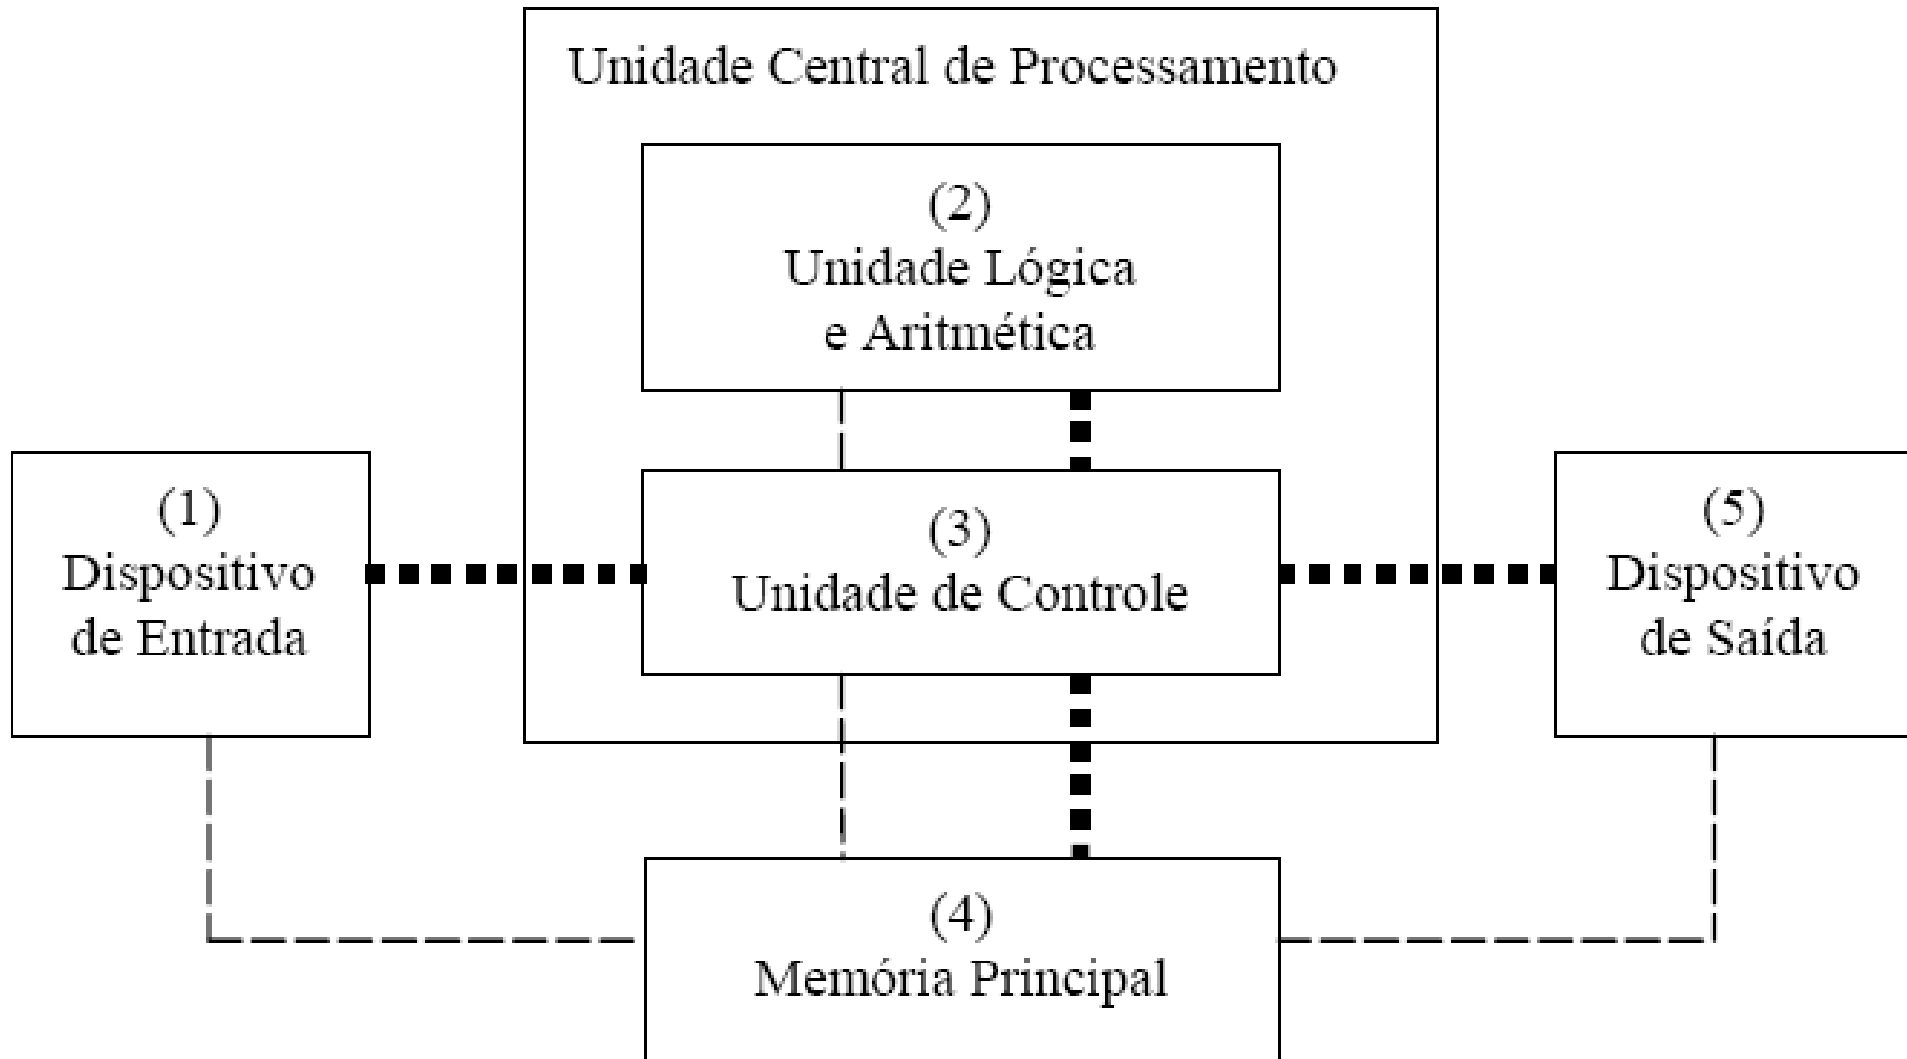 Unidade Central de Processamento
(2)
Unidade Lógica
e Aritmética
(1)
Dispositivo
de Entrada
(3)
Unidade de Controle
(5)
Dispositivo
de Saída
(4)
Memória Principal